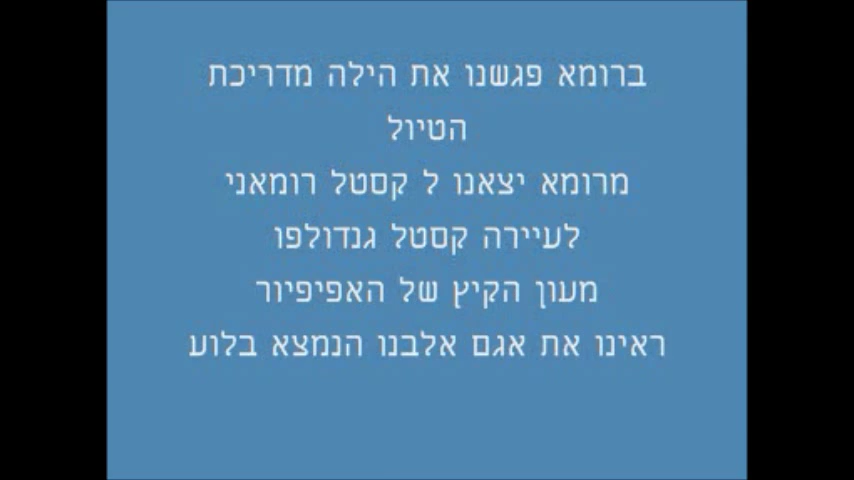 ברומא פגשנו את הילה מדריכת
הטיול
מרומא יצאנו ל קסטל רומאני
לעיירה קסטל גנדולפו
מעון הקיץ של האפיפיור
ראינו את אגם אלבנו הנמצא בלוע